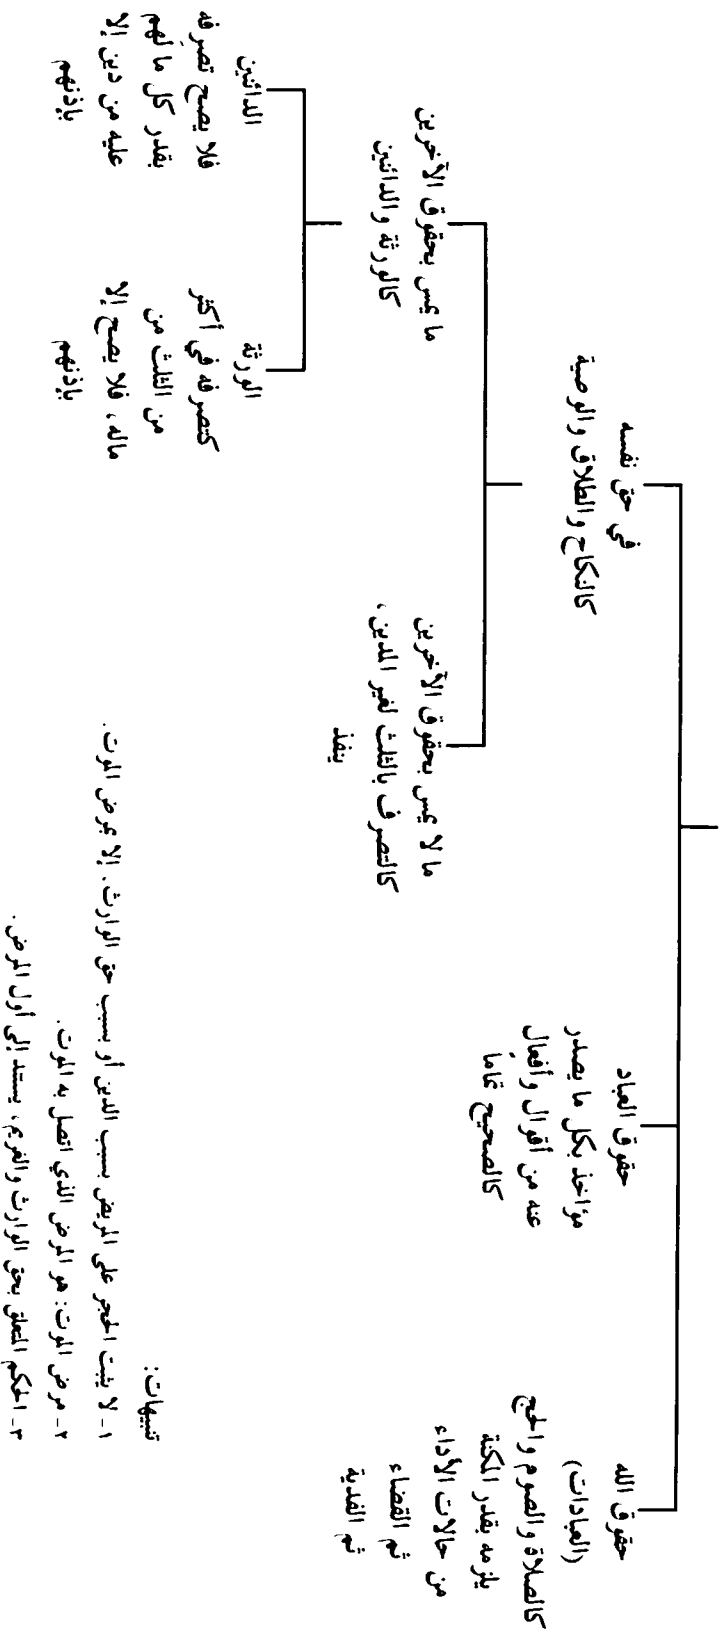 حقوق الله
(العبادات)
كالصلاة والصوم والحج
يلزمه بقدر المكنة
من حالات الأداء
ثم القضاء
ثم الفدية
حقوق العباد
مؤاخذ بكل ما يصدر
عنه من أقوال وأفعال
كالصحيح تماماً
في حق نفسه
كالنكاح والطلاق والوصية
ما لا يمس بحقوق الآخرين
كالتصرف بالثلث لغير المدين،
ينفذ
ما يمس بحقوق الآخرين
كالورثة والدائنين
الورثة
كتصرفه في أكثر
من الثلث من
ماله، فلا يصح إلا
بإذنهم
الدائنين
فلا يصح تصرفه
بقدر كل ما لهم
عليه من دين إلا
بإذنهم
تنبيهات:
١- لا يثبت الحجر على المريض بسبب الدين أو بسبب حق الوارث. إلا بمرض الموت.
٢- مرض الموت: هو المرض الذي اتصل به الموت.
٣- الحكم المتعلق بحق الوارث والغريم، يستند إلى أول المرض.